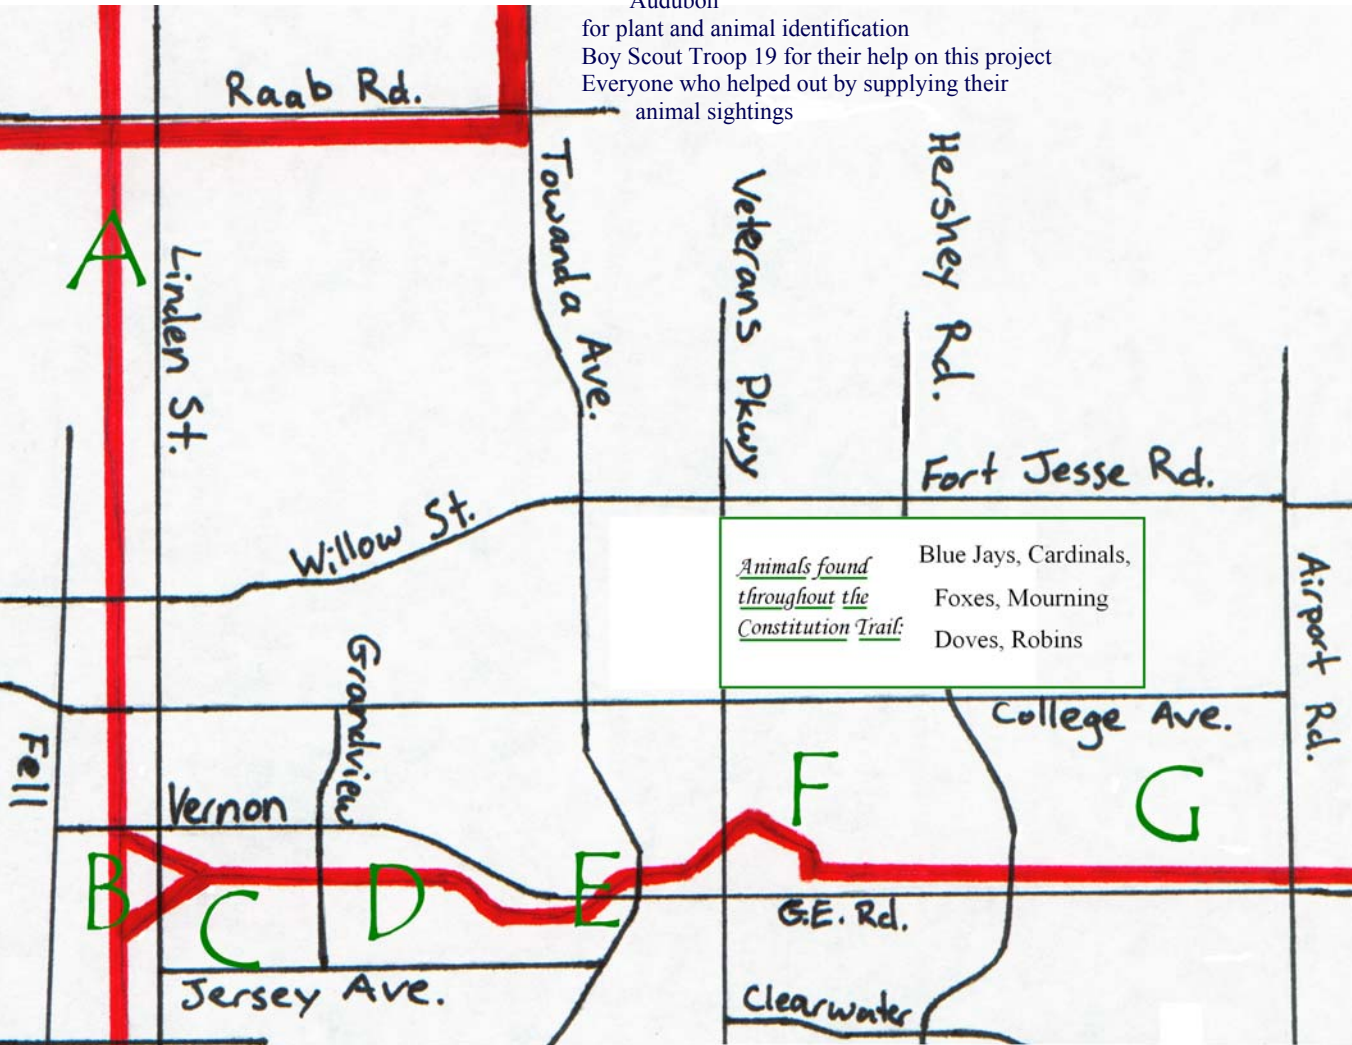 Audubon
for plant and animal identification
Boy Scout Troop 19 for their help on this project
Everyone who helped out by supplying their
animal sightings
Raab Rd.
Hershey Rd.
Towanda Ave.
Veterans Pkwy
A
Linden St.
Fort Jesse Rd.
Willow St.
Animals found
throughout the
Constitution Trail:
Blue Jays, Cardinals,
Foxes, Mourning
Doves, Robins
Airport Rd.
Grandview
College Ave.
Fell
F
G
Vernon
B
C
D
E
G.E. Rd.
Jersey Ave.
Clearwater